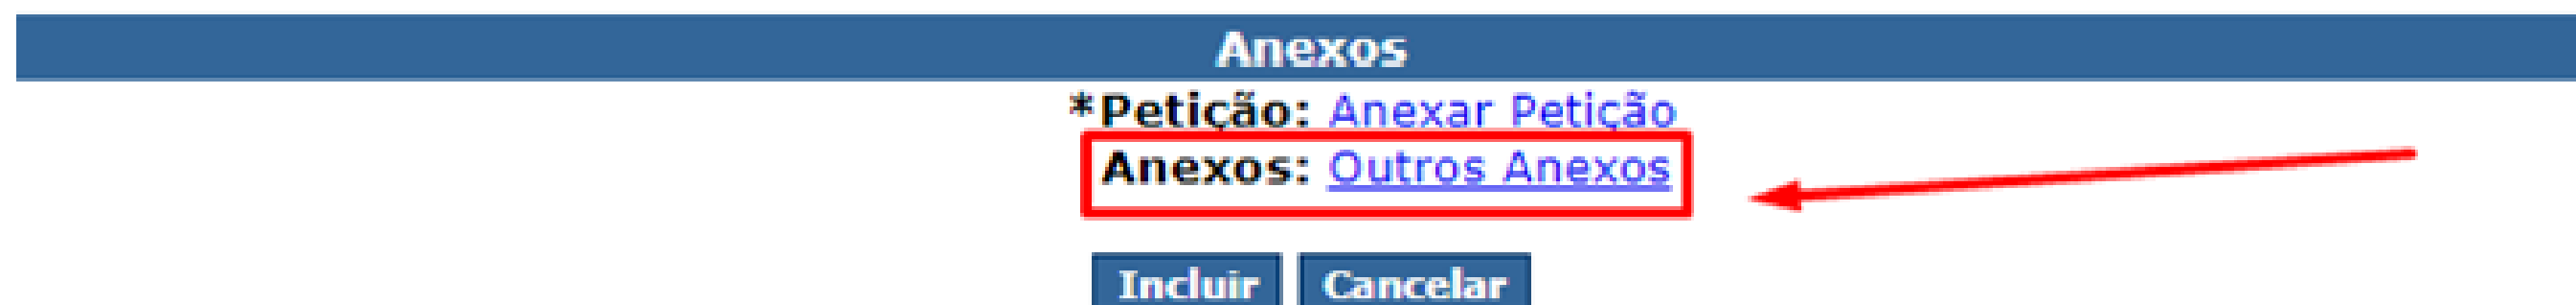 Anexos
*Petição: Anexar Petição
Anexos: Outros Anexos
Incluir Cancelar